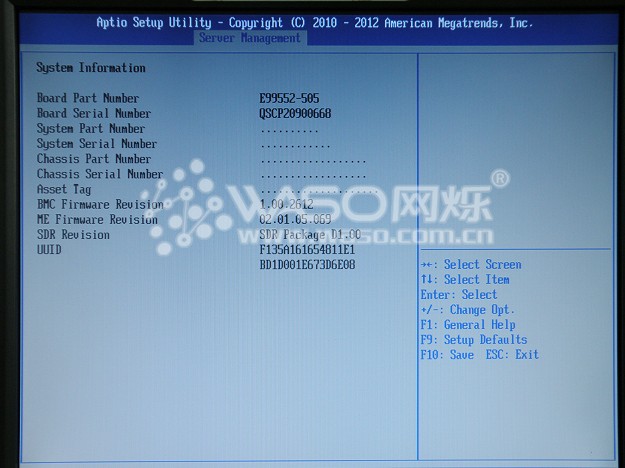 Aptio Setup Utility - Copyright (C) 2010 - 2012 American Megatrends, Inc.
Server Management
System Information
Board Part Number E99552-505
Board Serial Number QSCP20900668
System Part Number ..........
System Serial Number ............
Chassis Part Number ..................
Chassis Serial Number ..................
Asset Tag ....................
BMC Firmware Revision 1.00.2612
ME Firmware Revision 02.01.05.069
SDR Revision SDR Package D1.00
UUID F135A161654811E1
BD1D001E673D6E08
→←: Select Screen
↑↓: Select Item
Enter: Select
+/-: Change Opt.
F1: General Help
F9: Setup Defaults
F10: Save ESC: Exit
WASO网烁®
www.waso.com.cn